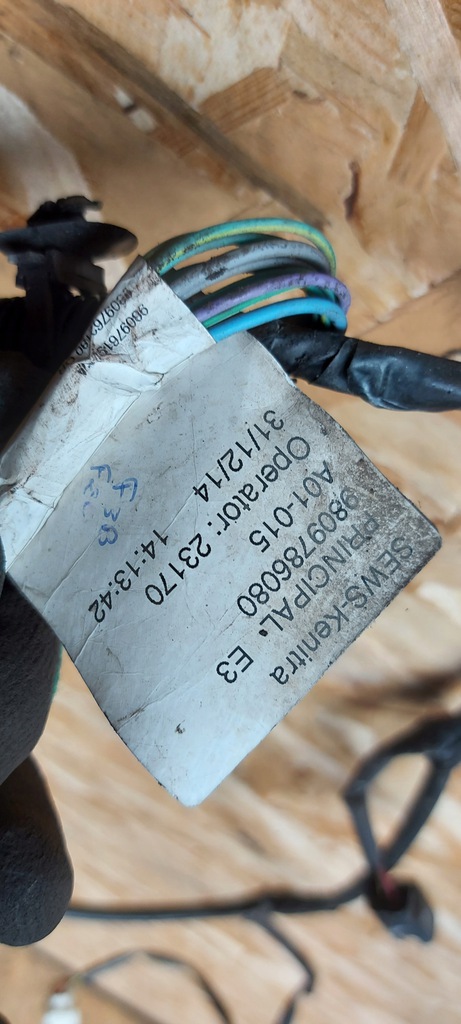 SEWS-Kenitra
PRINCIPAL. E3
9809786080
A01-015
Operator: 23170
31/12/14 14:13:42